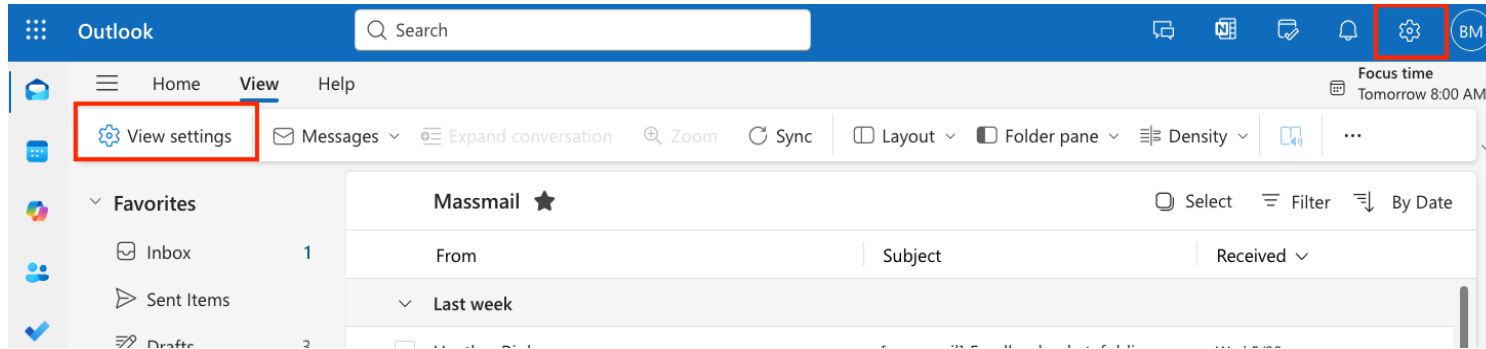 Outlook
Search
BM
Home View Help
Focus time
Tomorrow 8:00 AM
View settings Messages Expand conversation Zoom Sync Layout Folder pane Density ...
Favorites
Massmail
Select Filter By Date
Inbox 1
From Subject Received
Sent Items
Last week
Drafts 3